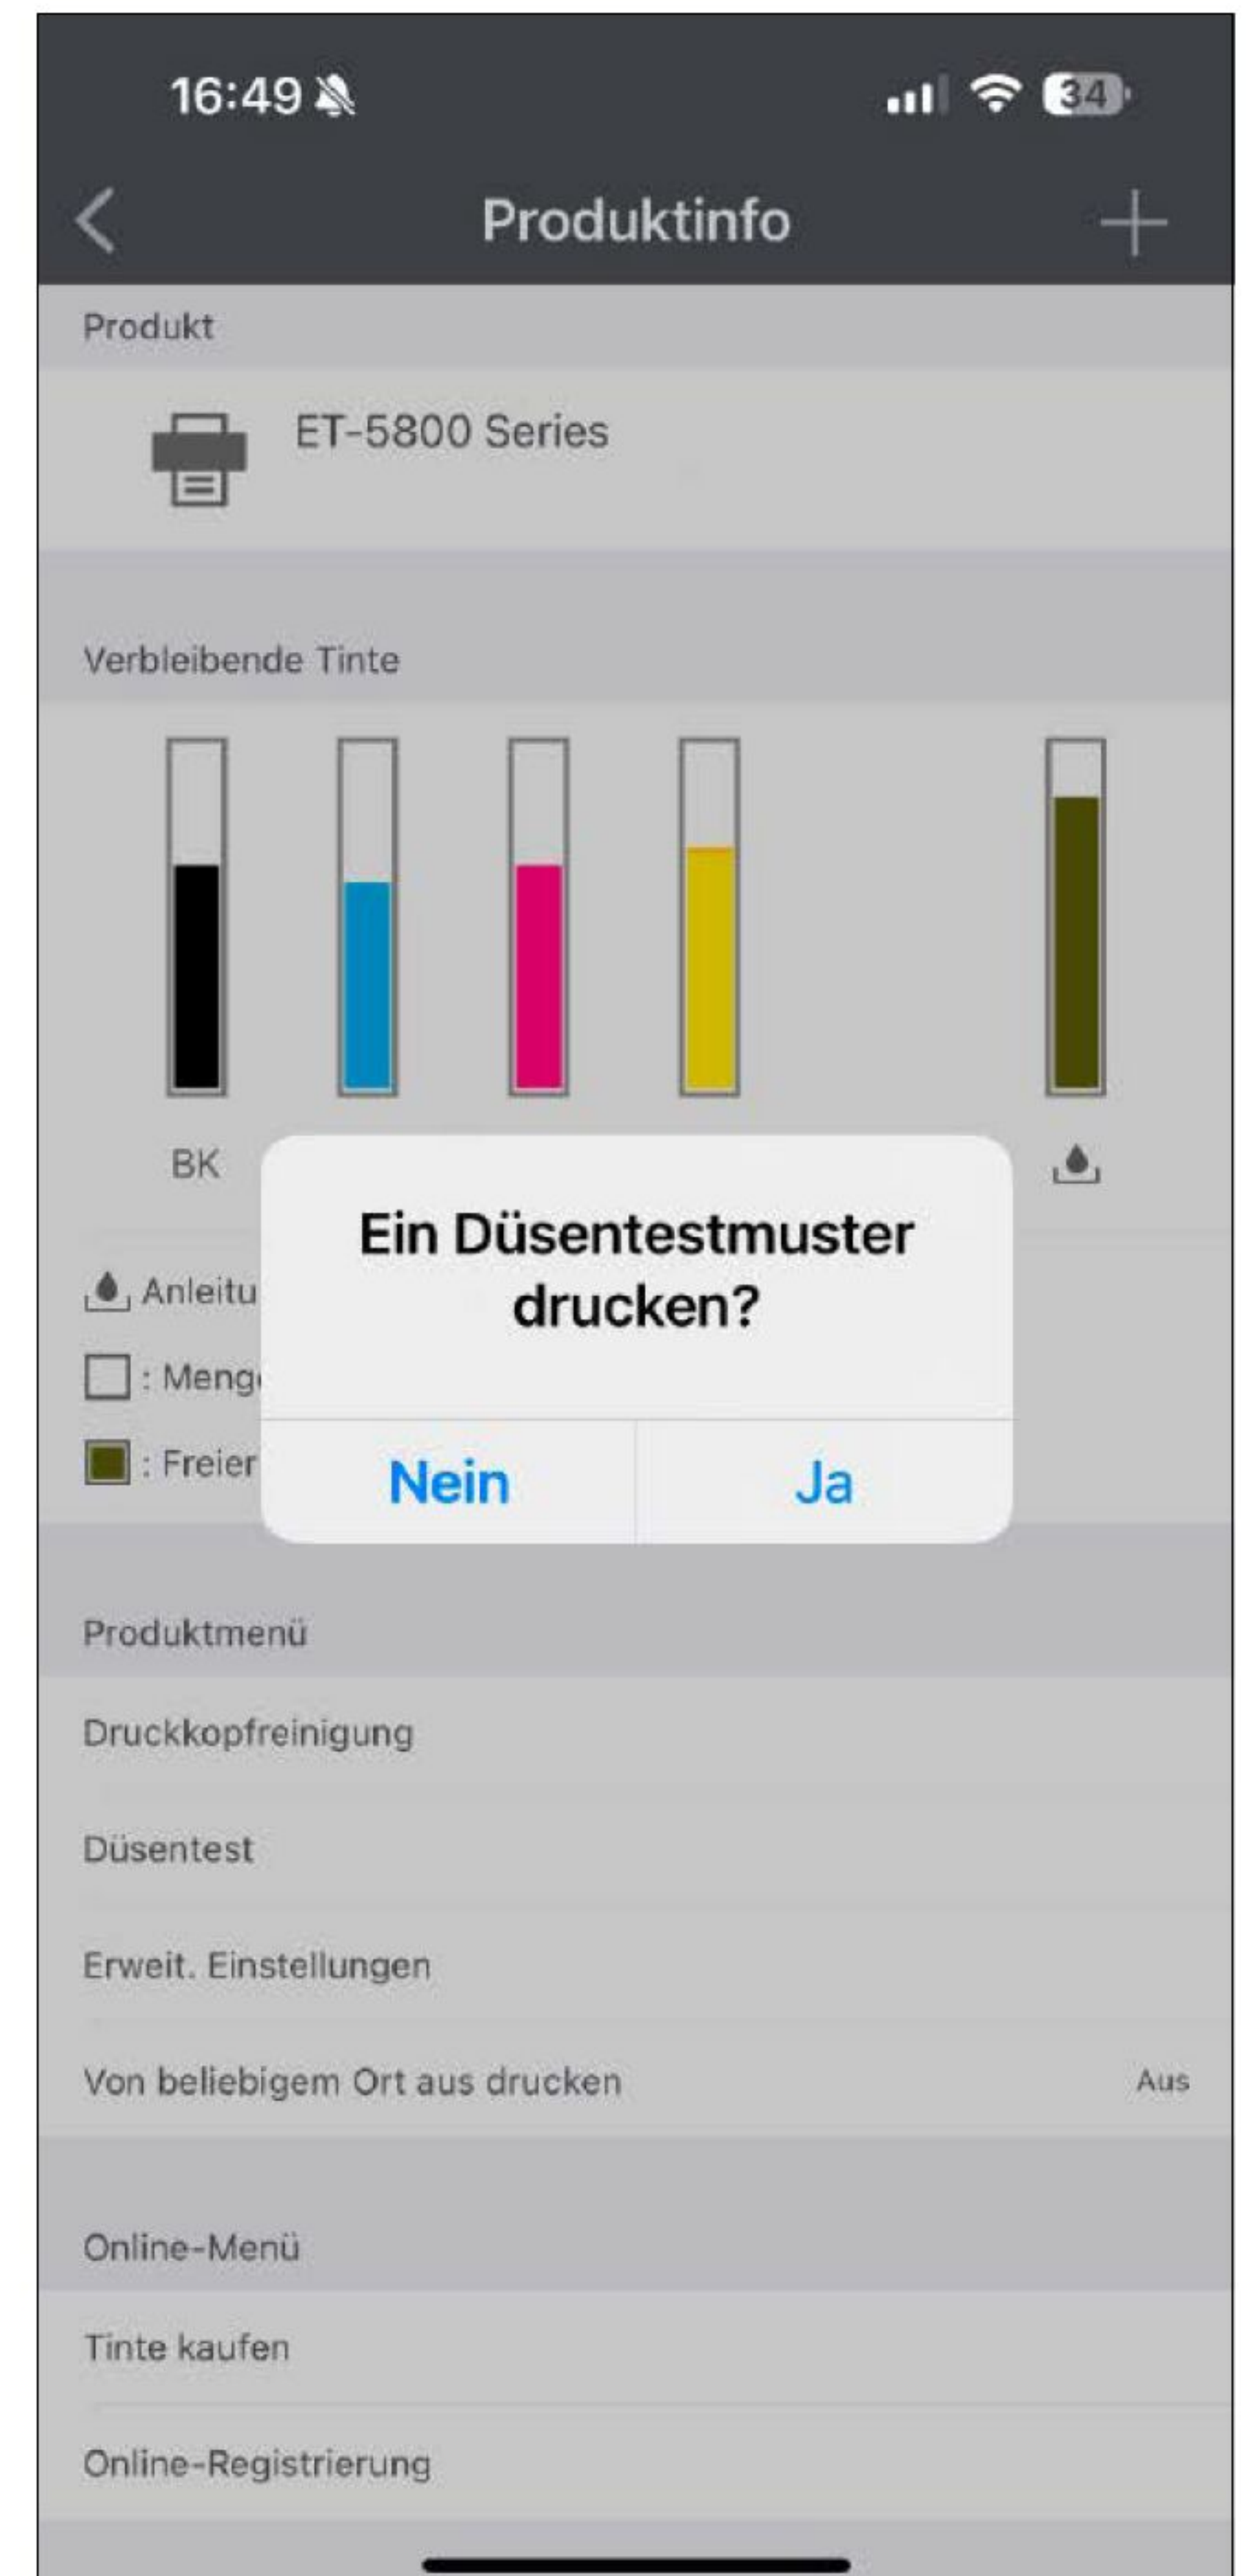 16:49
34
Produktinfo
Produkt
ET-5800 Series
Verbleibende Tinte
BK
Anleitu
: Meng
: Freier
Ein Düsentestmuster
drucken?
Nein
Ja
Produktmenü
Druckkopfreinigung
Düsentest
Erweit. Einstellungen
Von beliebigem Ort aus drucken
Aus
Online-Menü
Tinte kaufen
Online-Registrierung